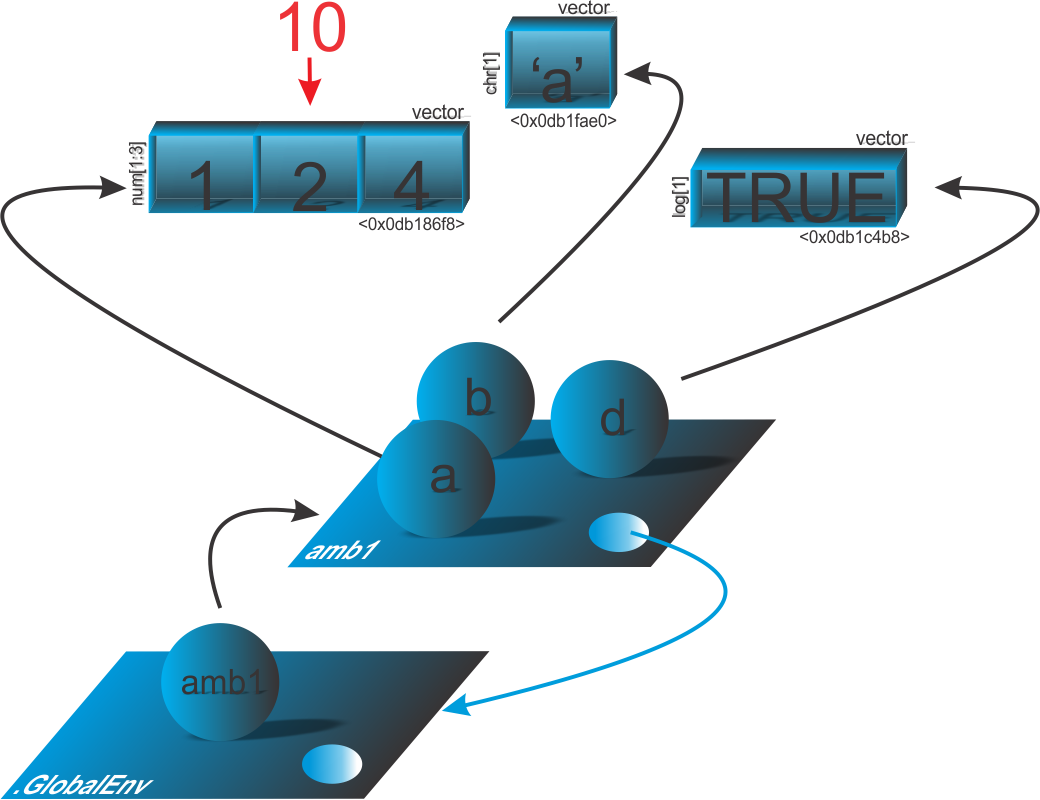 10
vector
chr[1]
‘a’
<0x0db1fae0>
vector
num[1:3]
1 2 4
<0x0db186f8>
vector
log[1]
TRUE
<0x0db1c4b8>
b
d
a
amb1
amb1
.GlobalEnv